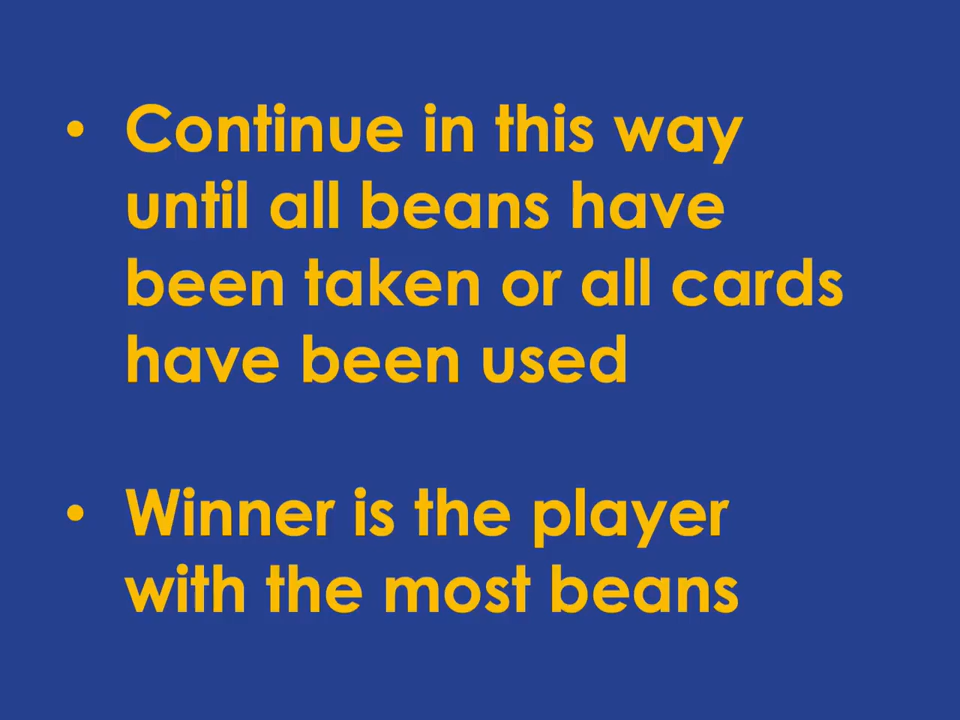 • Continue in this way
until all beans have
been taken or all cards
have been used
• Winner is the player
with the most beans